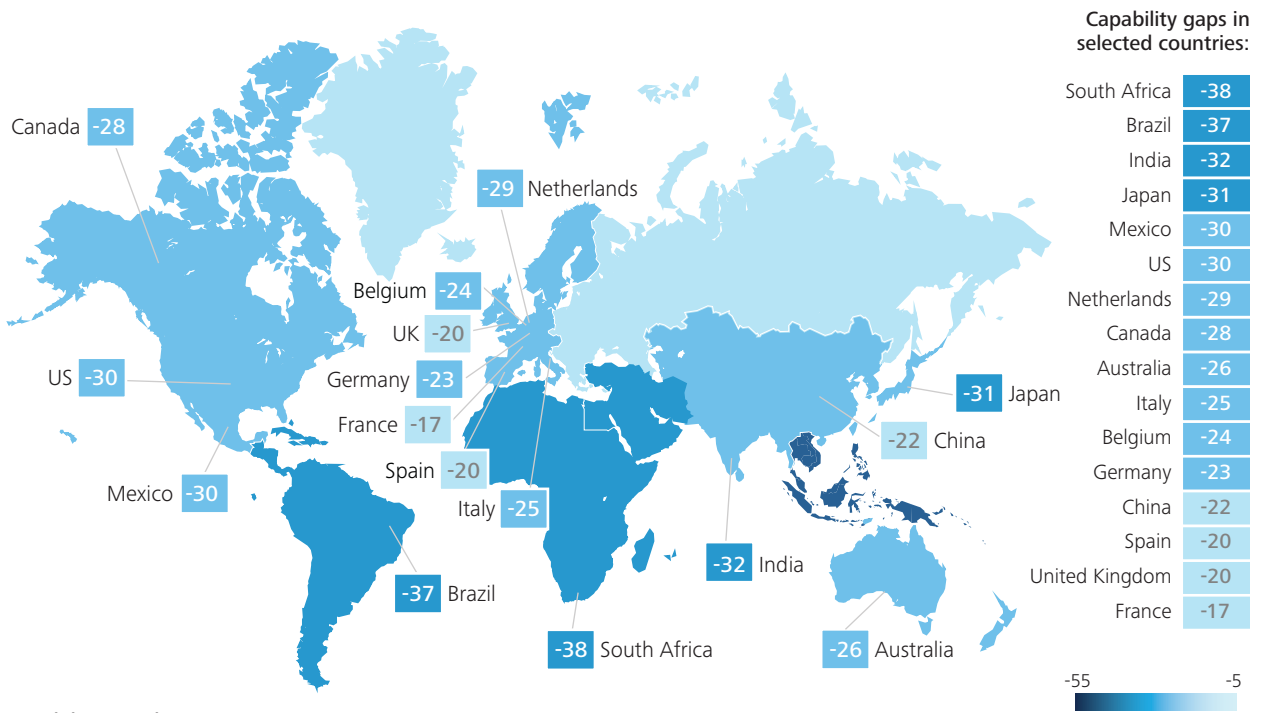 Capability gaps in
selected countries:
South Africa -38
Brazil -37
India -32
Japan -31
Mexico -30
US -30
Netherlands -29
Canada -28
Australia -26
Italy -25
Belgium -24
Germany -23
China -22
Spain -20
United Kingdom -20
France -17
-55 -5
Canada -28
-29 Netherlands
Belgium -24
UK -20
US -30
Germany -23
-31 Japan
France -17
-22 China
Spain -20
Mexico -30
Italy -25
-32 India
-37 Brazil
-38 South Africa
-26 Australia